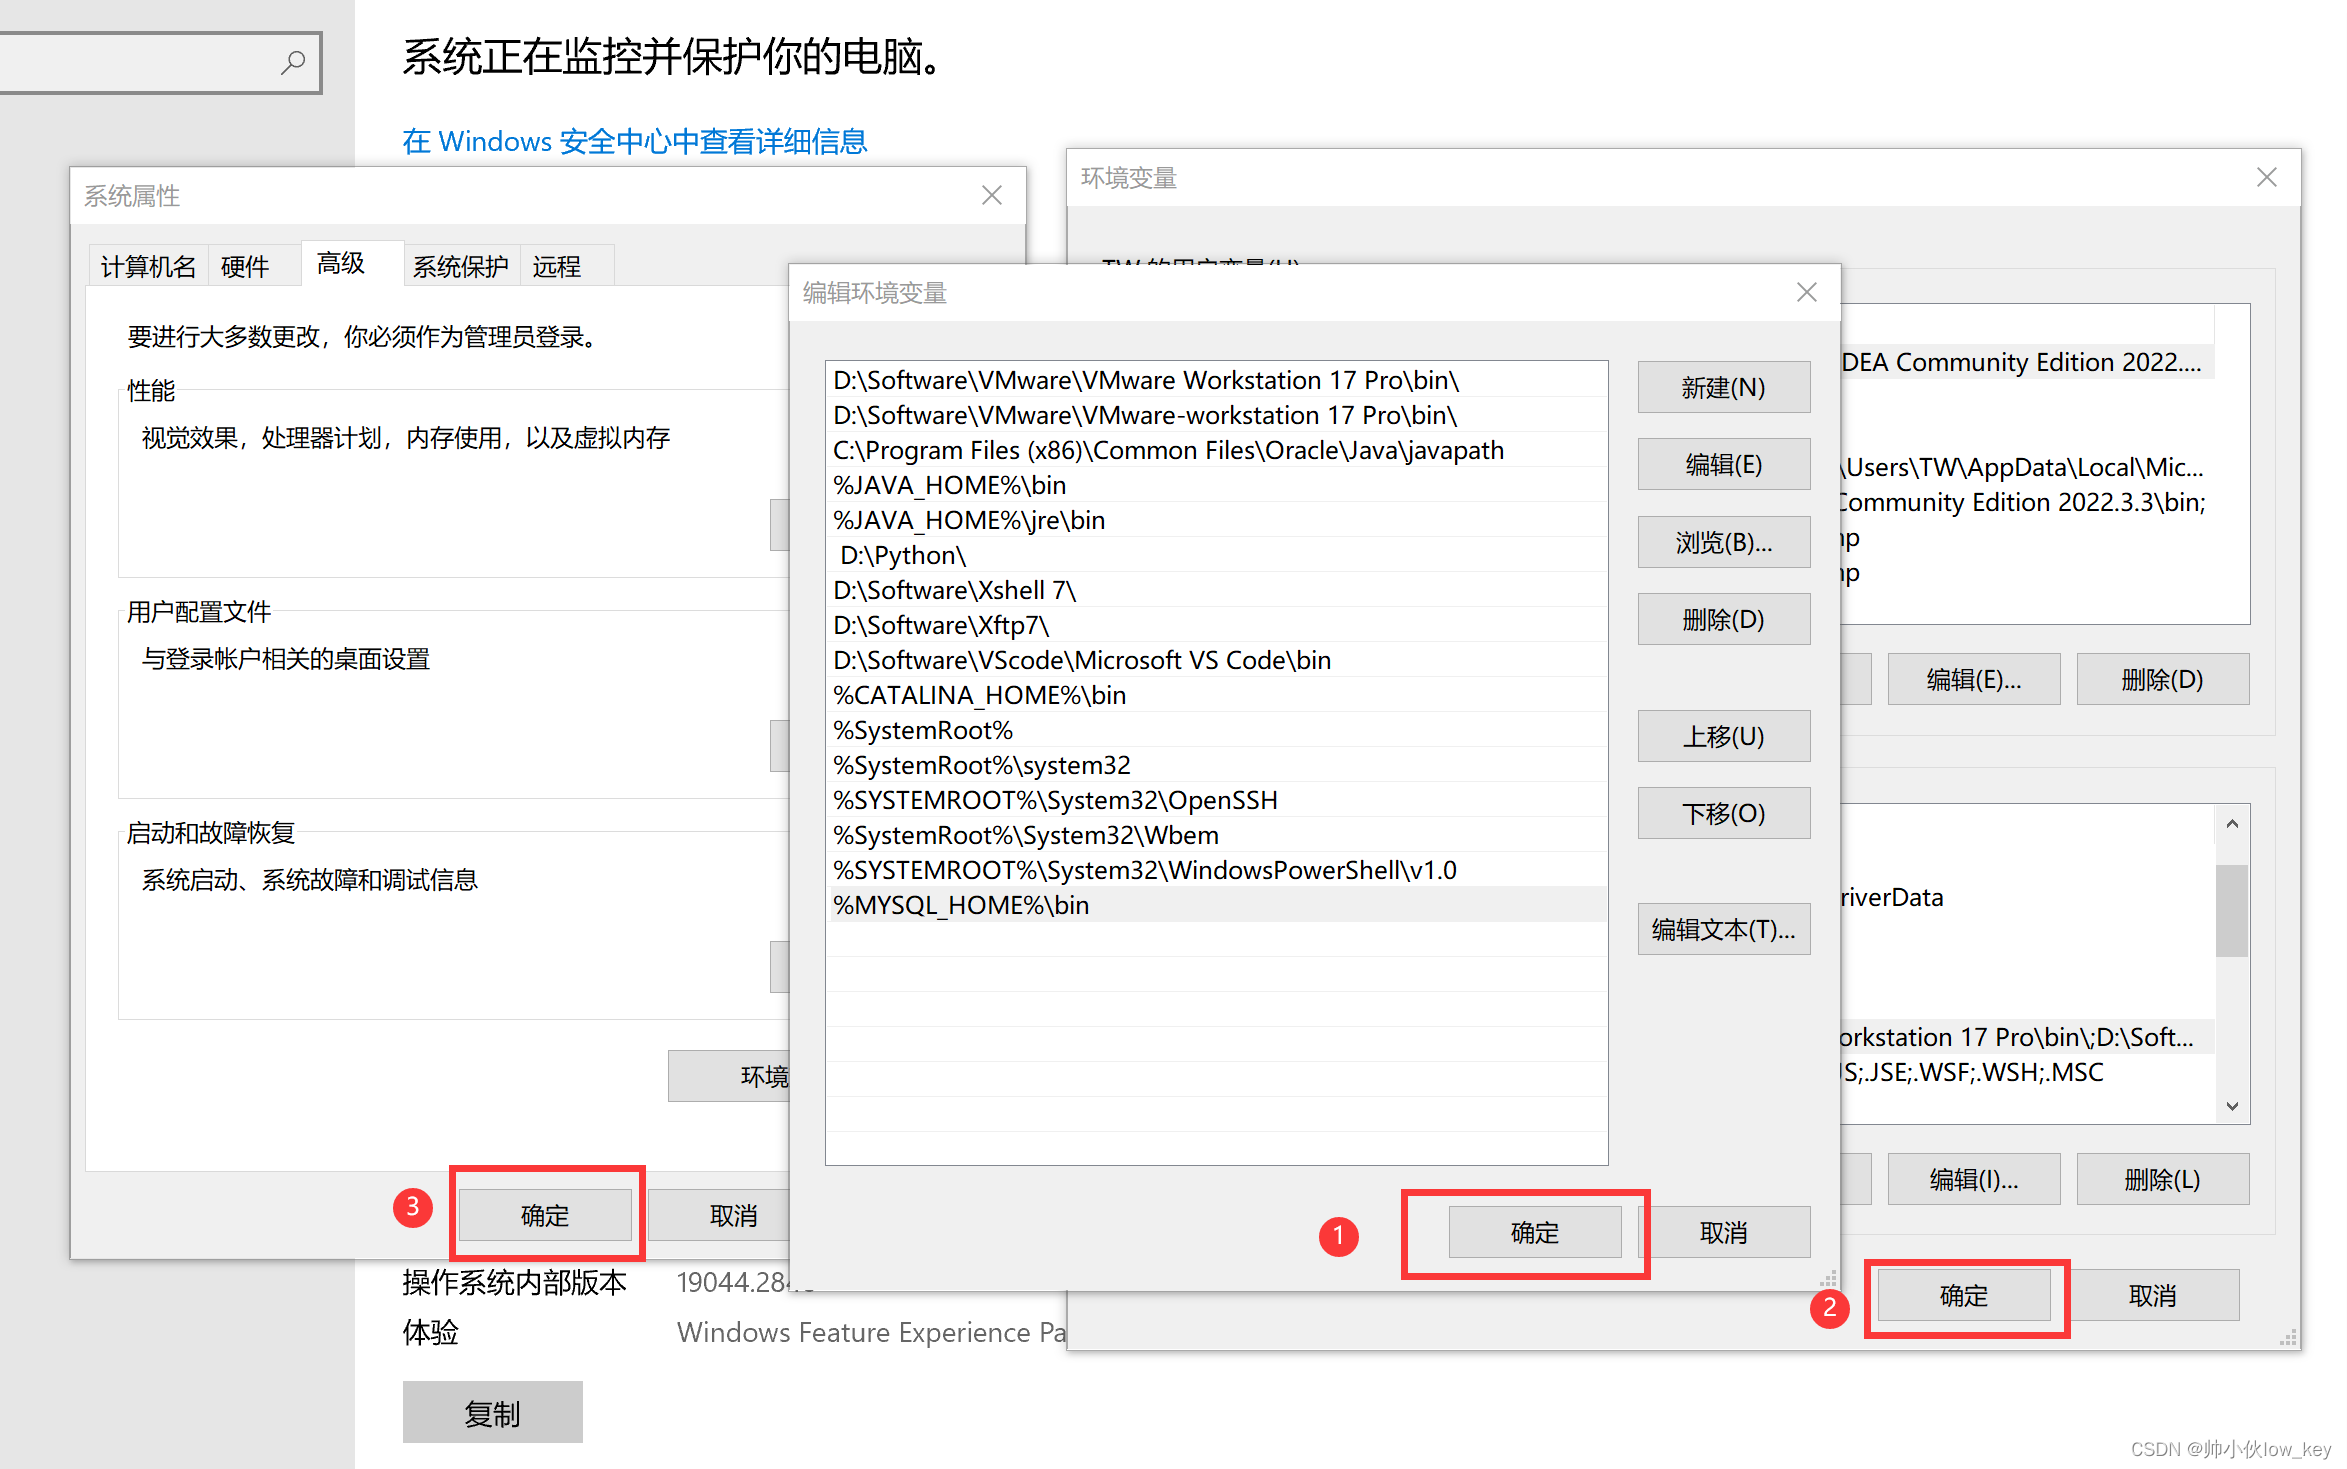 系统正在监控并保护你的电脑。
在 Windows 安全中心中查看详细信息
系统属性
计算机名 硬件 高级 系统保护 远程
要进行大多数更改，你必须作为管理员登录。
性能
视觉效果，处理器计划，内存使用，以及虚拟内存
用户配置文件
与登录帐户相关的桌面设置
启动和故障恢复
系统启动、系统故障和调试信息
环境
3
确定
取消
编辑环境变量
D:\Software\VMware\VMware Workstation 17 Pro\bin\
D:\Software\VMware\VMware-workstation 17 Pro\bin\
C:\Program Files (x86)\Common Files\Oracle\Java\javapath
%JAVA_HOME%\bin
%JAVA_HOME%\jre\bin
D:\Python\
D:\Software\Xshell 7\
D:\Software\Xftp7\
D:\Software\VScode\Microsoft VS Code\bin
%CATALINA_HOME%\bin
%SystemRoot%
%SystemRoot%\system32
%SYSTEMROOT%\System32\OpenSSH
%SystemRoot%\System32\Wbem
%SYSTEMROOT%\System32\WindowsPowerShell\v1.0
%MYSQL_HOME%\bin
新建(N)
编辑(E)
浏览(B)...
删除(D)
上移(U)
下移(O)
编辑文本(T)...
1
确定
取消
环境变量
TW 的用户变量(U)
DEA Community Edition 2022....
\Users\TW\AppData\Local\Mic...
Community Edition 2022.3.3\bin;
mp
mp
编辑(E)...
删除(D)
riverData
orkstation 17 Pro\bin\;D:\Soft...
JS;.JSE;.WSF;.WSH;.MSC
编辑(I)...
删除(L)
2
确定
取消
操作系统内部版本 19044.284
体验 Windows Feature Experience Pa
复制
CSDN @帅小伙low_key